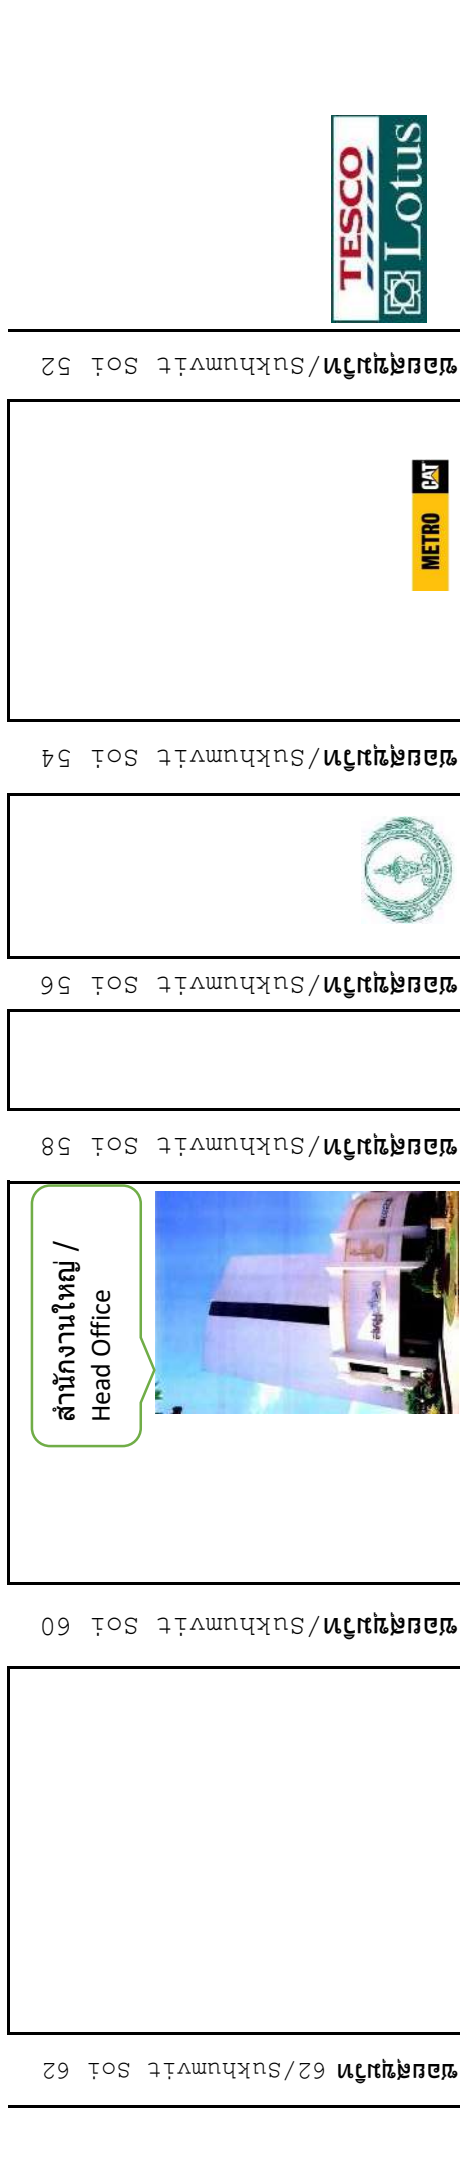 TESCO
Lotus
ซอยสุขุมวิท/Sukhumvit Soi 52
METRO CAT
ซอยสุขุมวิท/Sukhumvit Soi 54
ซอยสุขุมวิท/Sukhumvit Soi 56
ซอยสุขุมวิท/Sukhumvit Soi 58
สำนักงานใหญ่ /
Head Office
ซอยสุขุมวิท/Sukhumvit Soi 60
ซอยสุขุมวิท 62/Sukhumvit Soi 62